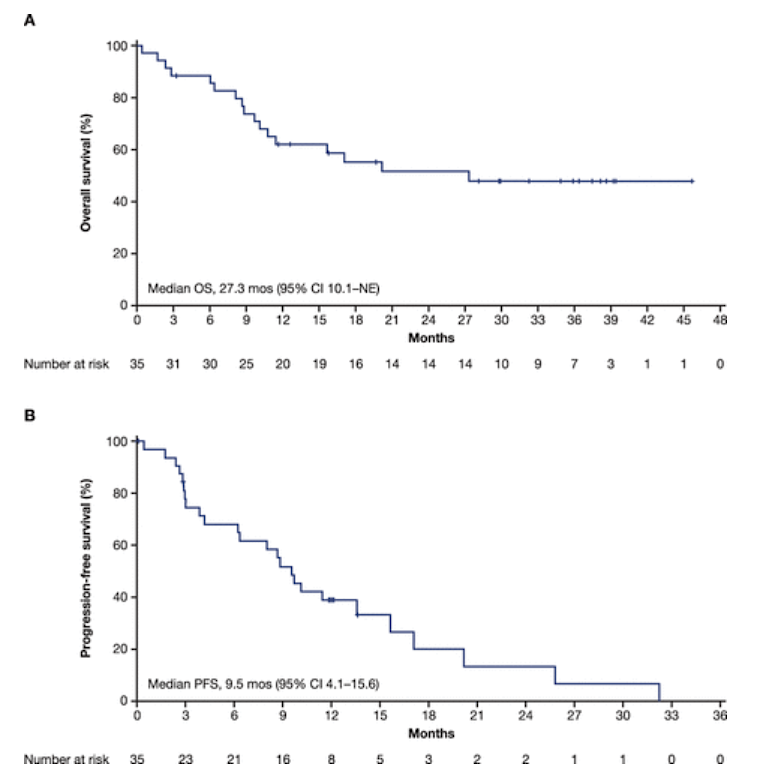 A
100
80
60
40
20
0
Overall survival (%)
Median OS, 27.3 mos (95% CI 10.1–NE)
0 3 6 9 12 15 18 21 24 27 30 33 36 39 42 45 48
Months
Number at risk 35 31 30 25 20 19 16 14 14 14 10 9 7 3 1 1 0
B
100
80
60
40
20
0
Progression-free survival (%)
Median PFS, 9.5 mos (95% CI 4.1–15.6)
0 3 6 9 12 15 18 21 24 27 30 33 36
Months
Number at risk 35 23 21 16 8 5 3 2 2 1 1 0 0